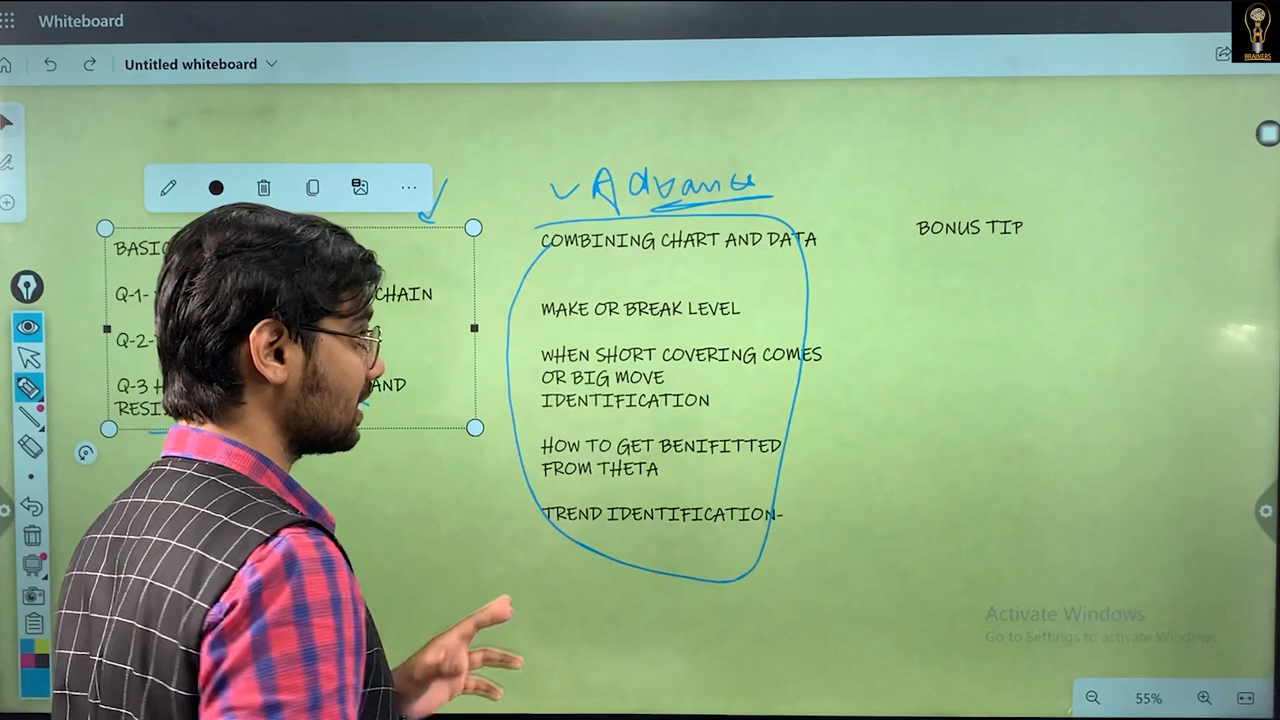 Whiteboard
BRAINERS
Untitled whiteboard
Advance
BASIC
Q-1- CHAIN
Q-2-
Q-3 H AND
RESI
COMBINING CHART AND DATA
MAKE OR BREAK LEVEL
WHEN SHORT COVERING COMES
OR BIG MOVE
IDENTIFICATION
HOW TO GET BENIFITTED
FROM THETA
TREND IDENTIFICATION-
BONUS TIP
Activate Windows
Go to Settings to activate Windows.
55%